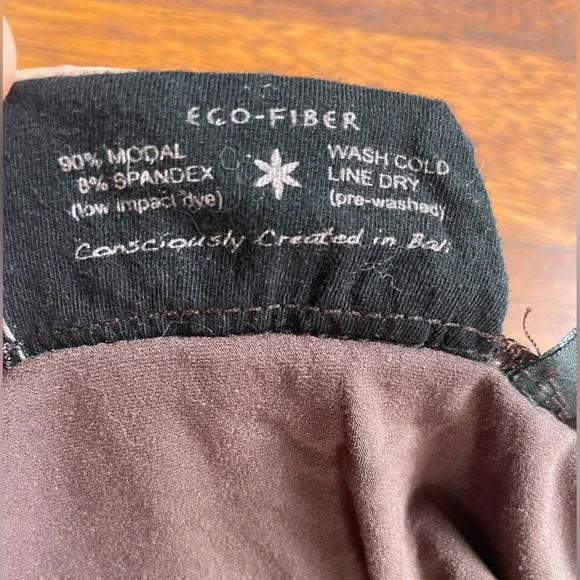 ECO-FIBER
90% MODAL
8% SPANDEX
(low impact dye)
WASH COLD
LINE DRY
(pre-washed)
Consciously Created in Bali